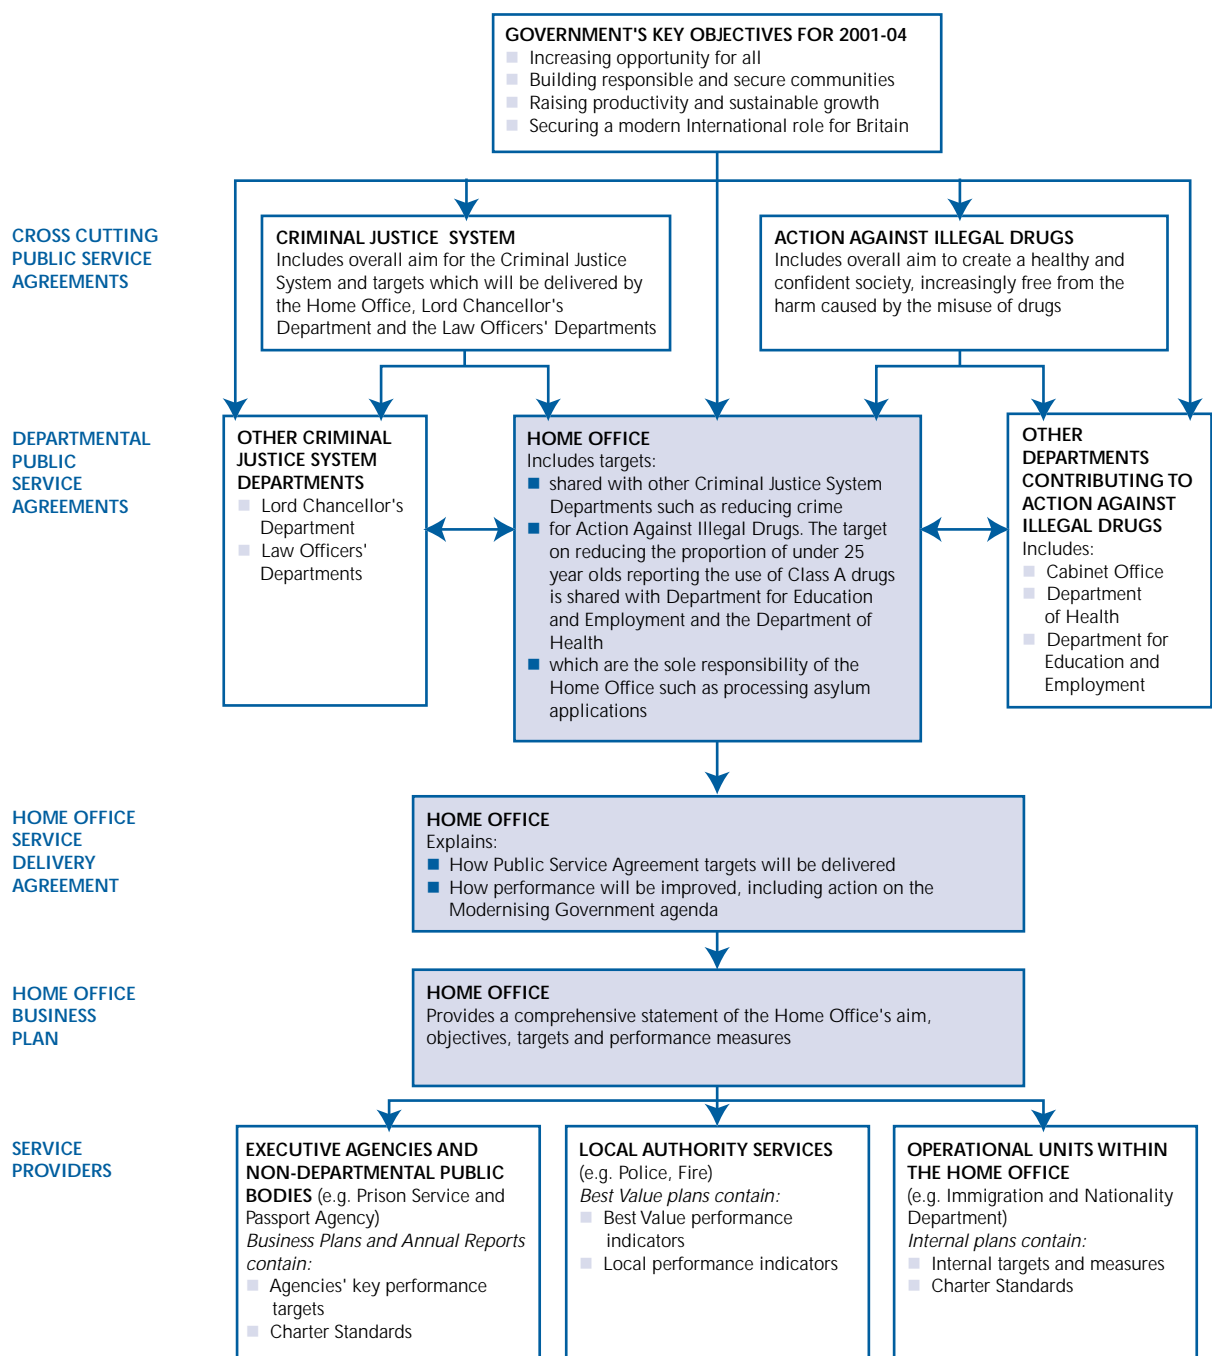 GOVERNMENT'S KEY OBJECTIVES FOR 2001-04
Increasing opportunity for all
Building responsible and secure communities
Raising productivity and sustainable growth
Securing a modern International role for Britain
CROSS CUTTING
PUBLIC SERVICE
AGREEMENTS
CRIMINAL JUSTICE SYSTEM
Includes overall aim for the Criminal Justice
System and targets which will be delivered by
the Home Office, Lord Chancellor's
Department and the Law Officers' Departments
ACTION AGAINST ILLEGAL DRUGS
Includes overall aim to create a healthy and
confident society, increasingly free from the
harm caused by the misuse of drugs
DEPARTMENTAL
PUBLIC
SERVICE
AGREEMENTS
OTHER CRIMINAL
JUSTICE SYSTEM
DEPARTMENTS
Lord Chancellor's
Department
Law Officers'
Departments
HOME OFFICE
Includes targets:
shared with other Criminal Justice System
Departments such as reducing crime
for Action Against Illegal Drugs. The target
on reducing the proportion of under 25
year olds reporting the use of Class A drugs
is shared with Department for Education
and Employment and the Department of
Health
which are the sole responsibility of the
Home Office such as processing asylum
applications
OTHER
DEPARTMENTS
CONTRIBUTING TO
ACTION AGAINST
ILLEGAL DRUGS
Includes:
Cabinet Office
Department
of Health
Department for
Education and
Employment
HOME OFFICE
SERVICE
DELIVERY
AGREEMENT
HOME OFFICE
Explains:
How Public Service Agreement targets will be delivered
How performance will be improved, including action on the
Modernising Government agenda
HOME OFFICE
BUSINESS
PLAN
HOME OFFICE
Provides a comprehensive statement of the Home Office's aim,
objectives, targets and performance measures
SERVICE
PROVIDERS
EXECUTIVE AGENCIES AND
NON-DEPARTMENTAL PUBLIC
BODIES (e.g. Prison Service and
Passport Agency)
Business Plans and Annual Reports
contain:
Agencies' key performance
targets
Charter Standards
LOCAL AUTHORITY SERVICES
(e.g. Police, Fire)
Best Value plans contain:
Best Value performance
indicators
Local performance indicators
OPERATIONAL UNITS WITHIN
THE HOME OFFICE
(e.g. Immigration and Nationality
Department)
Internal plans contain:
Internal targets and measures
Charter Standards